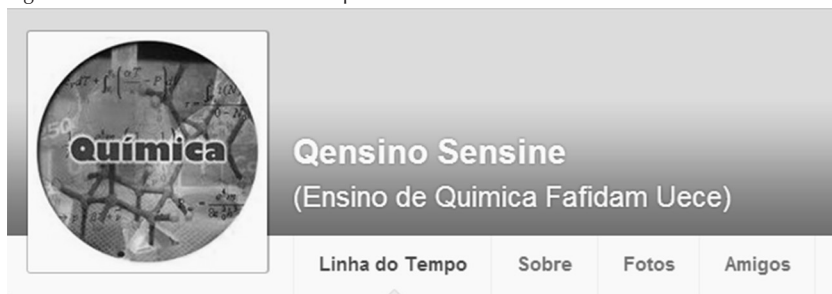 Química
Qensino Sensine
(Ensino de Quimica Fafidam Uece)
Linha do Tempo Sobre Fotos Amigos